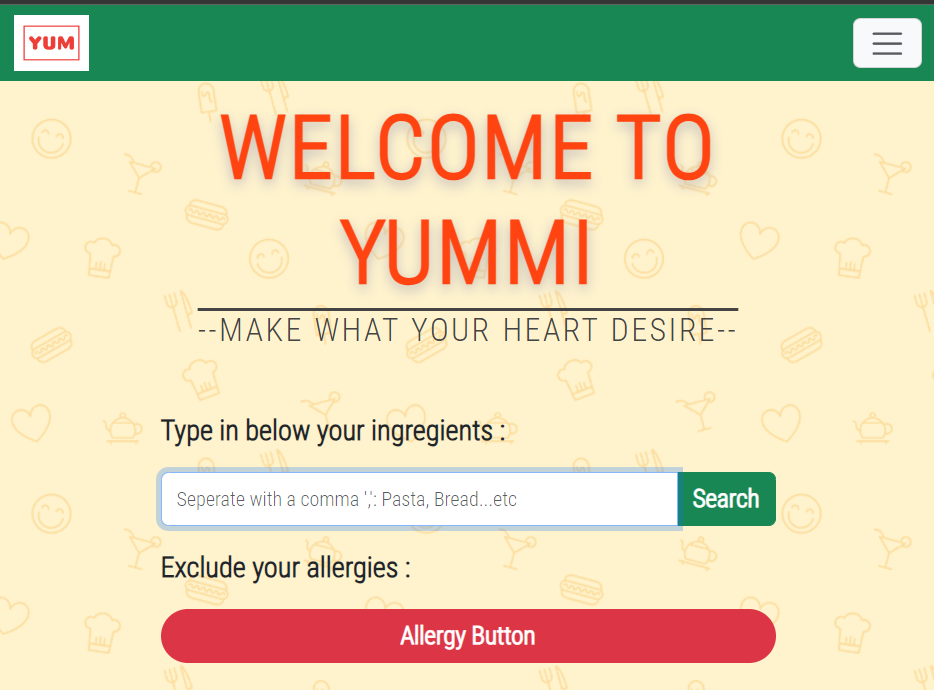 YUM
WELCOME TO
YUMMI
--MAKE WHAT YOUR HEART DESIRE--
Type in below your ingregients :
Seperate with a comma ',': Pasta, Bread...etc
Search
Exclude your allergies :
Allergy Button